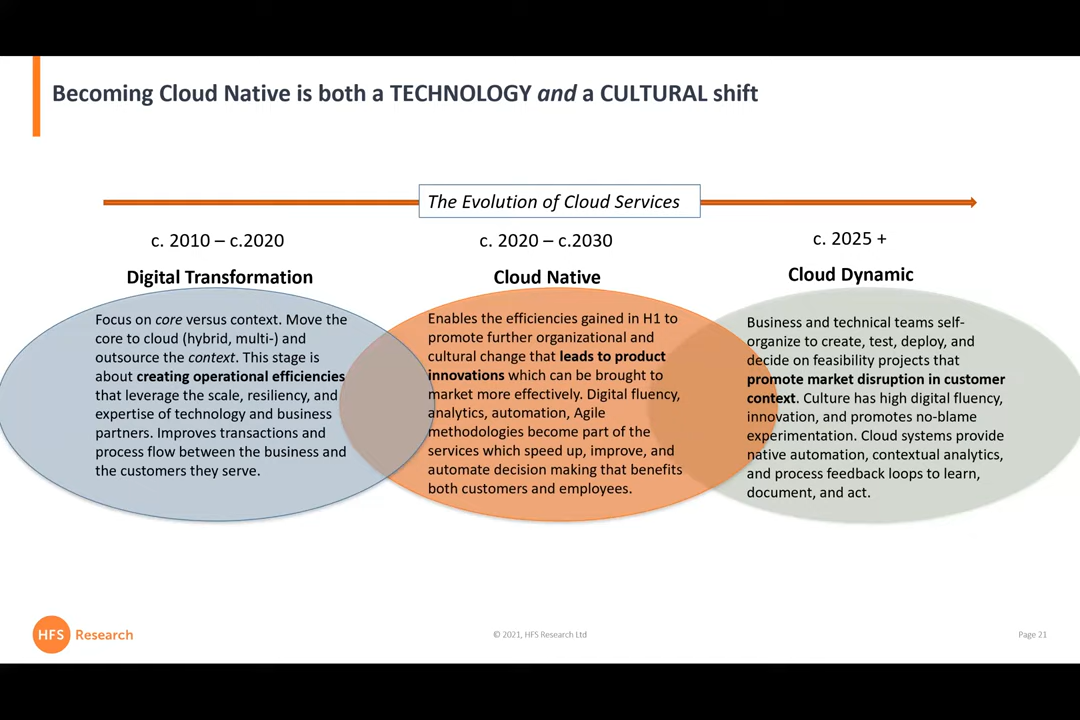 Becoming Cloud Native is both a TECHNOLOGY and a CULTURAL shift
The Evolution of Cloud Services
c. 2010 – c.2020
Digital Transformation
Focus on core versus context. Move the
core to cloud (hybrid, multi-) and
outsource the context. This stage is
about creating operational efficiencies
that leverage the scale, resiliency, and
expertise of technology and business
partners. Improves transactions and
process flow between the business and
the customers they serve.
c. 2020 – c.2030
Cloud Native
Enables the efficiencies gained in H1 to
promote further organizational and
cultural change that leads to product
innovations which can be brought to
market more effectively. Digital fluency,
analytics, automation, Agile
methodologies become part of the
services which speed up, improve, and
automate decision making that benefits
both customers and employees.
c. 2025 +
Cloud Dynamic
Business and technical teams self-
organize to create, test, deploy, and
decide on feasibility projects that
promote market disruption in customer
context. Culture has high digital fluency,
innovation, and promotes no-blame
experimentation. Cloud systems provide
native automation, contextual analytics,
and process feedback loops to learn,
document, and act.
HFS Research
© 2021, HFS Research Ltd
Page 21